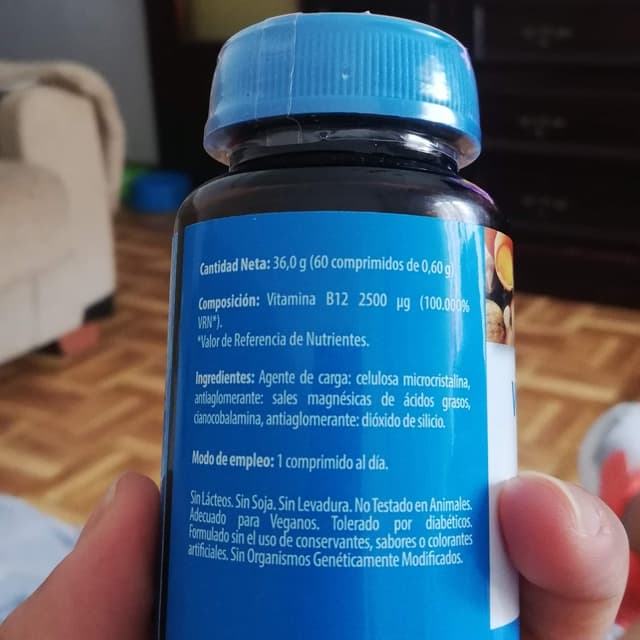 Cantidad Neta: 36,0 g (60 comprimidos de 0,60 g)
Composición: Vitamina B12 2500 µg (100.000%
VRN*).
*Valor de Referencia de Nutrientes.
Ingredientes: Agente de carga: celulosa microcristalina,
antiaglomerante: sales magnésicas de ácidos grasos,
cianocobalamina, antiaglomerante: dióxido de silicio.
Modo de empleo: 1 comprimido al día.
Sin Lácteos. Sin Soja. Sin Levadura. No Testado en Animales.
Adecuado para Veganos. Tolerado por diabéticos.
Formulado sin el uso de conservantes, sabores o colorantes
artificiales. Sin Organismos Genéticamente Modificados.